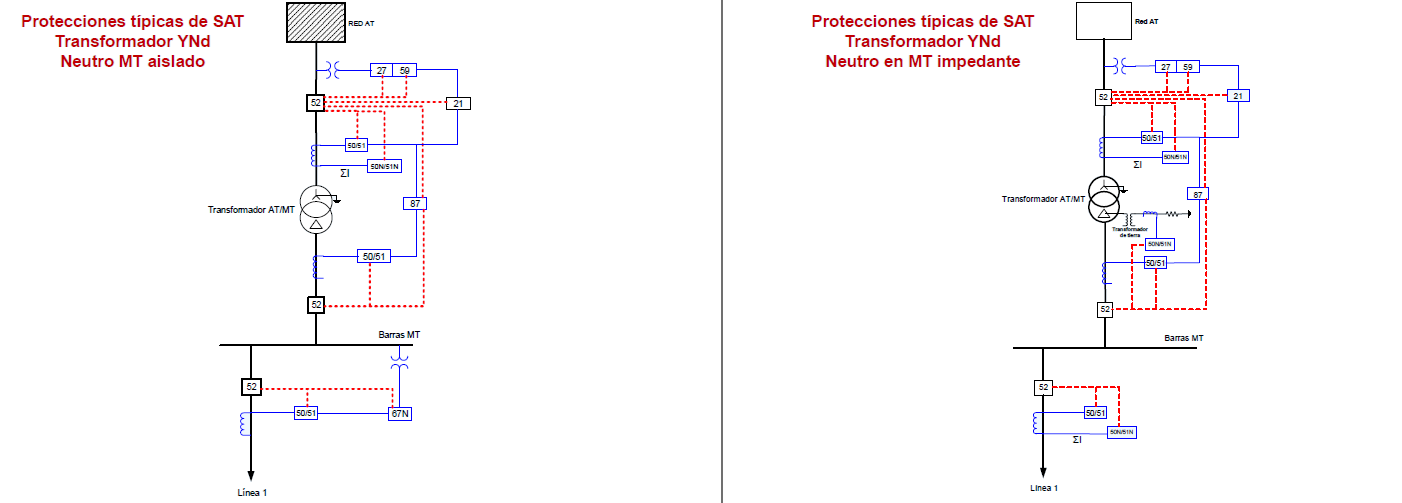 Protecciones típicas de SAT
Transformador YNd
Neutro MT aislado
RED AT
27 59
52
21
50/51
50N/51N
ΣI
87
Transformador AT/MT
50/51
52
Barras MT
52
50/51
67N
Línea 1
Protecciones típicas de SAT
Transformador YNd
Neutro en MT impedante
Red AT
27 59
52
21
50/51
50N/51N
ΣI
87
Transformador AT/MT
Transformador
de tierra
50N/51N
50/51
52
Barras MT
52
50/51
50N/51N
ΣI
Línea 1